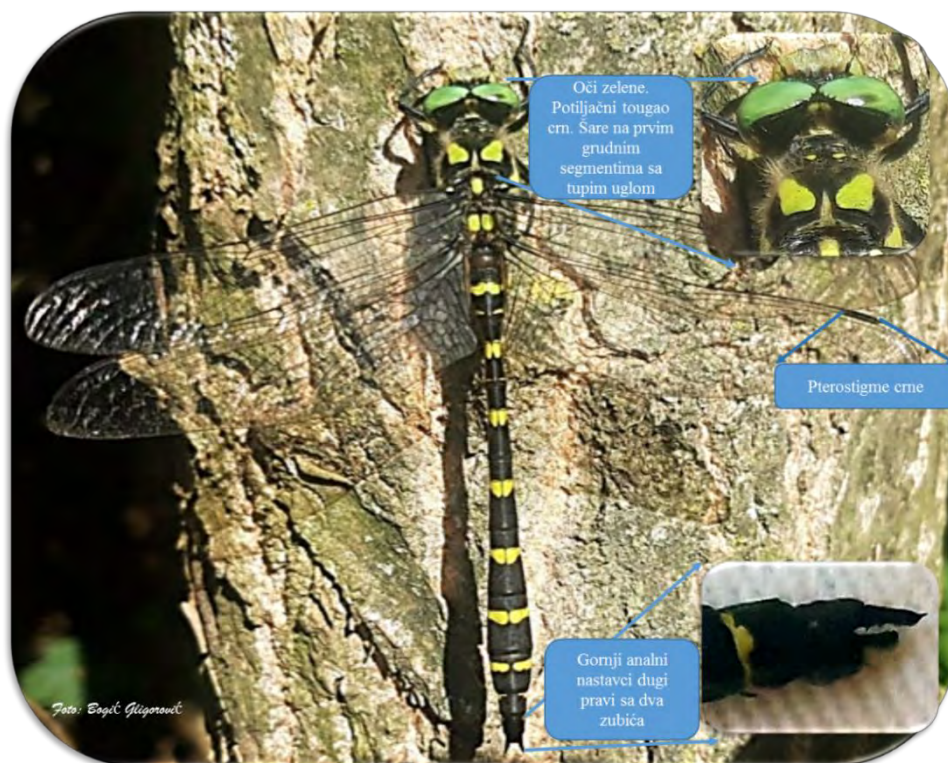 Oči zelene.
Potiljačni tougao
crn. Šare na prvim
grudnim
segmentima sa
tupim uglom
Pterostigme crne
Gornji analni
nastavci dugi
pravi sa dva
zubića
Foto: Bogić Gligorović